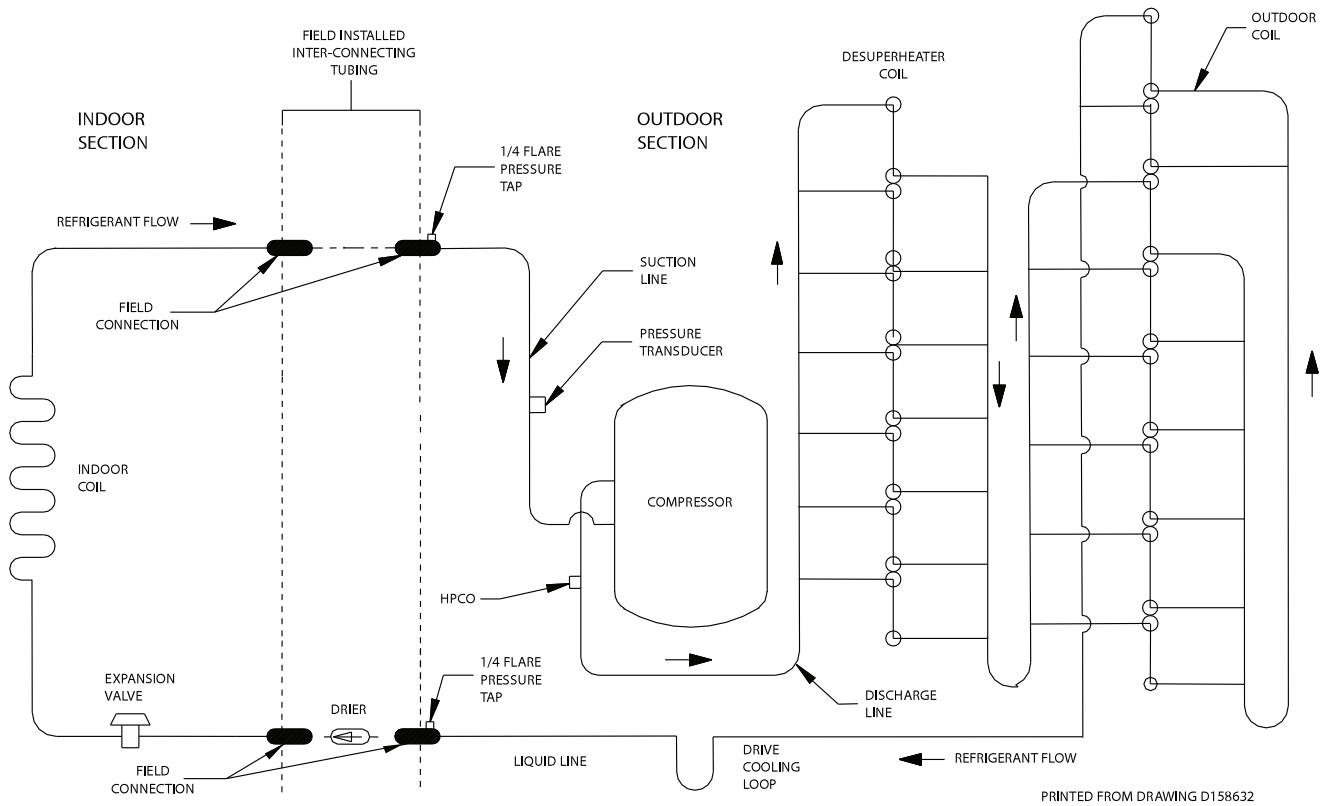 FIELD INSTALLED
INTER-CONNECTING
TUBING
OUTDOOR
COIL
DESUPERHEATER
COIL
INDOOR
SECTION
OUTDOOR
SECTION
1/4 FLARE
PRESSURE
TAP
REFRIGERANT FLOW
SUCTION
LINE
FIELD
CONNECTION
PRESSURE
TRANSDUCER
INDOOR
COIL
COMPRESSOR
HPCO
1/4 FLARE
PRESSURE
TAP
EXPANSION
VALVE
DRIER
DISCHARGE
LINE
LIQUID LINE
DRIVE
COOLING
LOOP
REFRIGERANT FLOW
FIELD
CONNECTION
PRINTED FROM DRAWING D158632